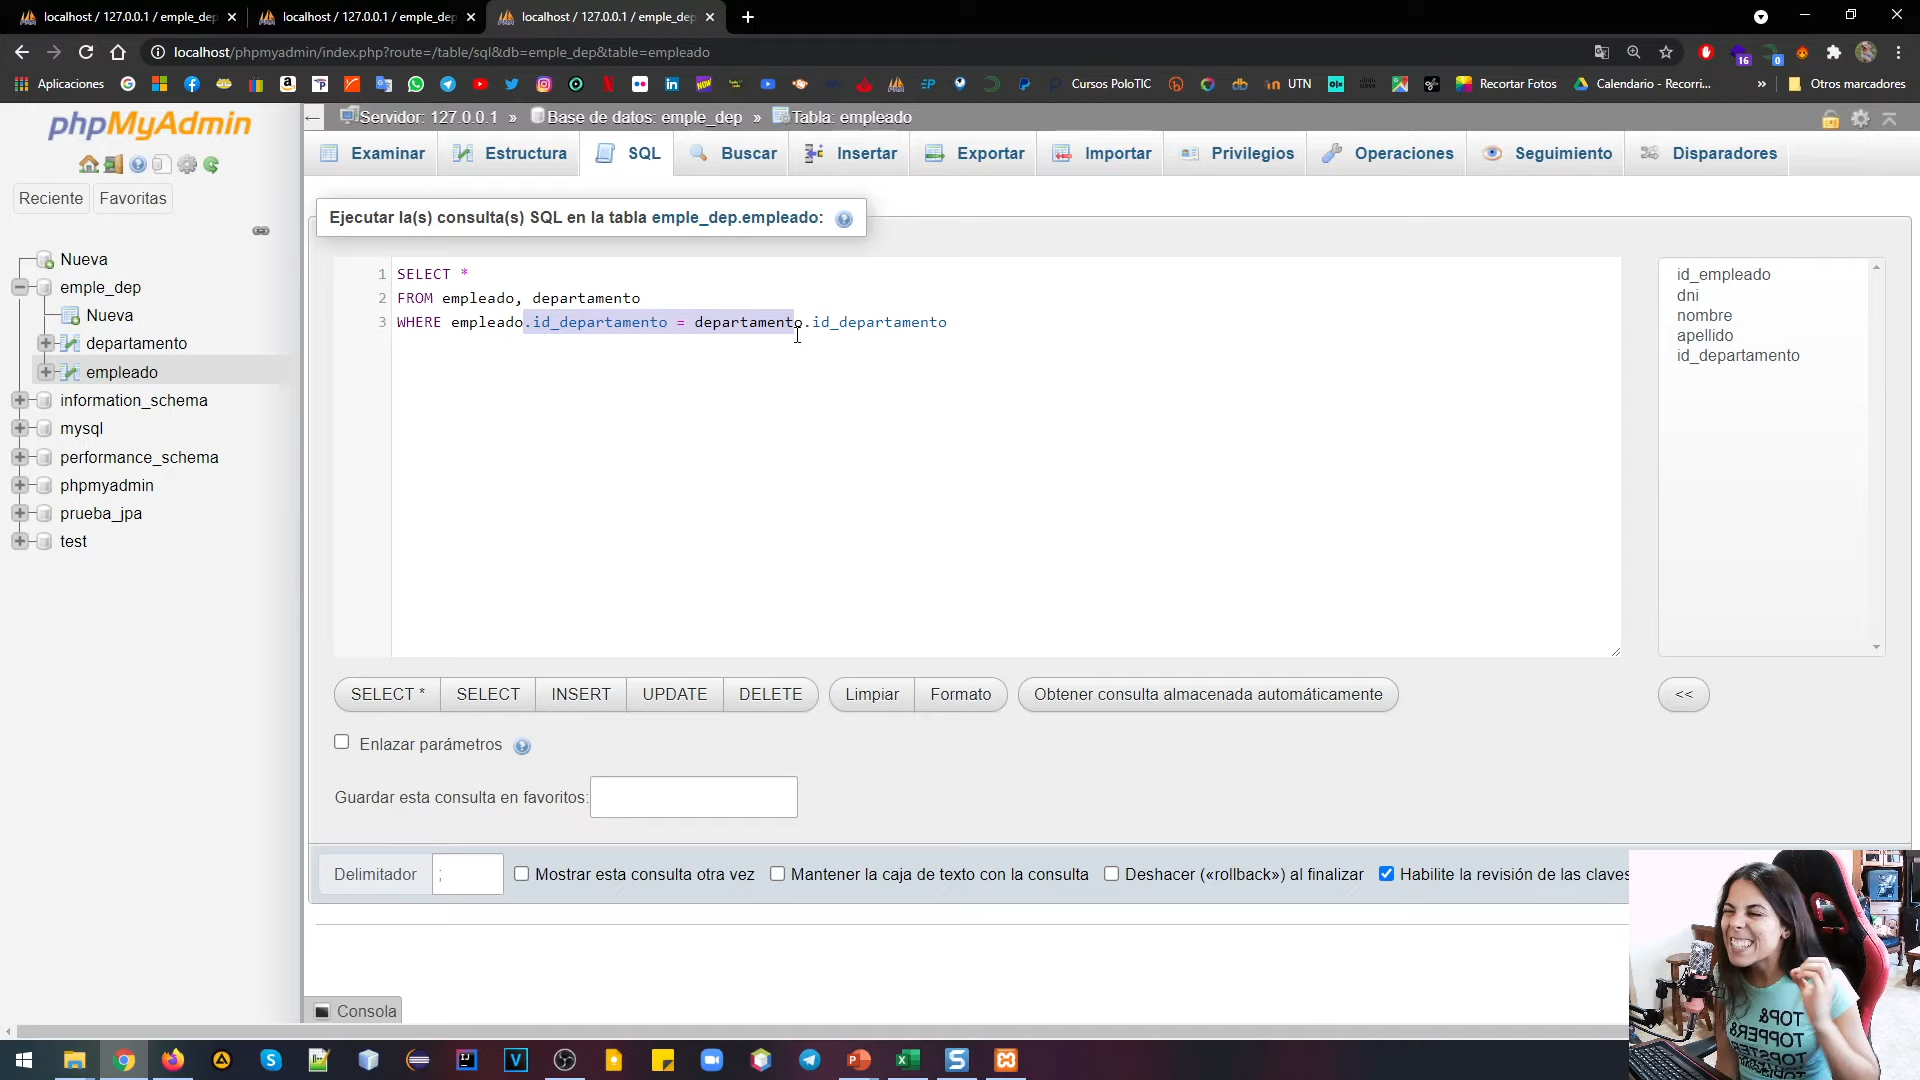 localhost / 127.0.0.1 / emple_dep
localhost / 127.0.0.1 / emple_dep
localhost / 127.0.0.1 / emple_dep
localhost/phpmyadmin/index.php?route=/table/sql&db=emple_dep&table=empleado
16
0
Aplicaciones
Cursos PoloTIC
UTN
Recortar Fotos
Calendario - Recorri...
»
Otros marcadores
phpMyAdmin
Reciente
Favoritas
Nueva
emple_dep
Nueva
departamento
empleado
information_schema
mysql
performance_schema
phpmyadmin
prueba_jpa
test
Servidor: 127.0.0.1 » Base de datos: emple_dep » Tabla: empleado
Examinar
Estructura
SQL
Buscar
Insertar
Exportar
Importar
Privilegios
Operaciones
Seguimiento
Disparadores
Ejecutar la(s) consulta(s) SQL en la tabla emple_dep.empleado:
1 SELECT *
2 FROM empleado, departamento
3 WHERE empleado.id_departamento = departamento.id_departamento
id_empleado
dni
nombre
apellido
id_departamento
SELECT *
SELECT
INSERT
UPDATE
DELETE
Limpiar
Formato
Obtener consulta almacenada automáticamente
<<
Enlazar parámetros
Guardar esta consulta en favoritos:
Delimitador
;
Mostrar esta consulta otra vez
Mantener la caja de texto con la consulta
Deshacer («rollback») al finalizar
Habilite la revisión de las claves
Consola
TOP&
TOPPER&
TOPSTER